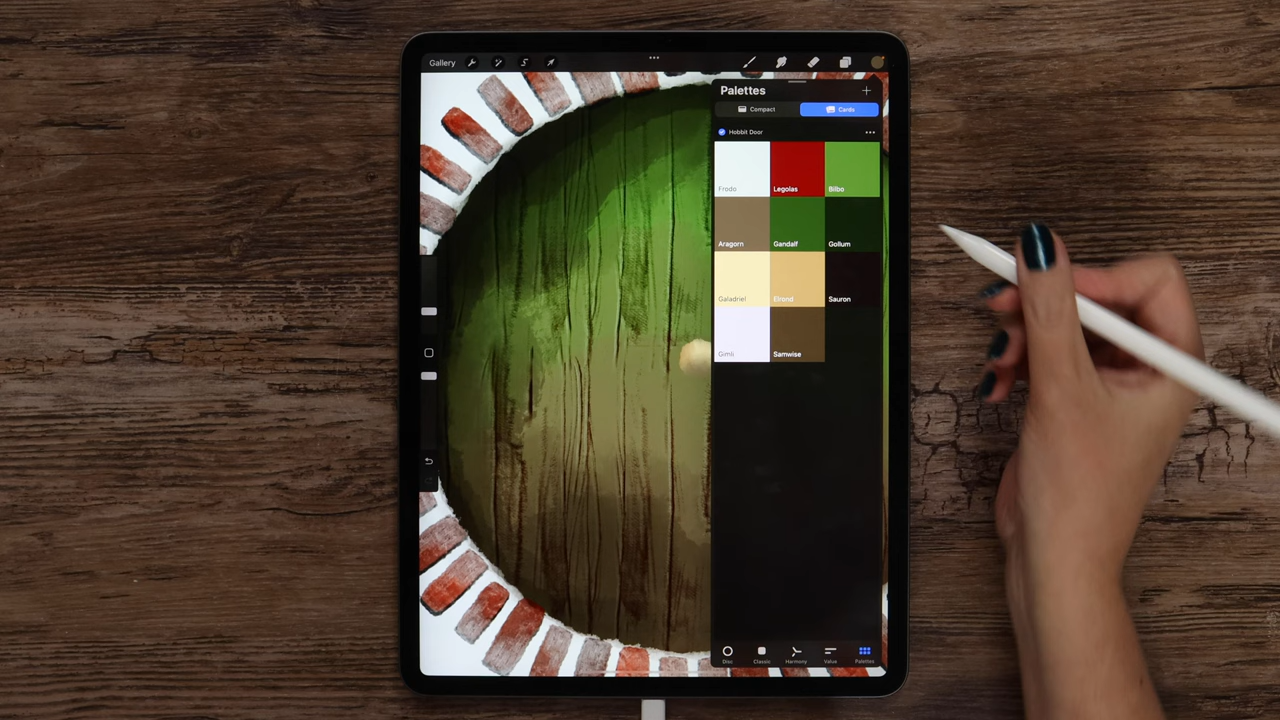 Gallery
Palettes
Compact
Cards
Hobbit Door
Frodo
Legolas
Bilbo
Aragorn
Gandalf
Gollum
Galadriel
Elrond
Sauron
Gimli
Samwise
Disc
Classic
Harmony
Value
Palettes